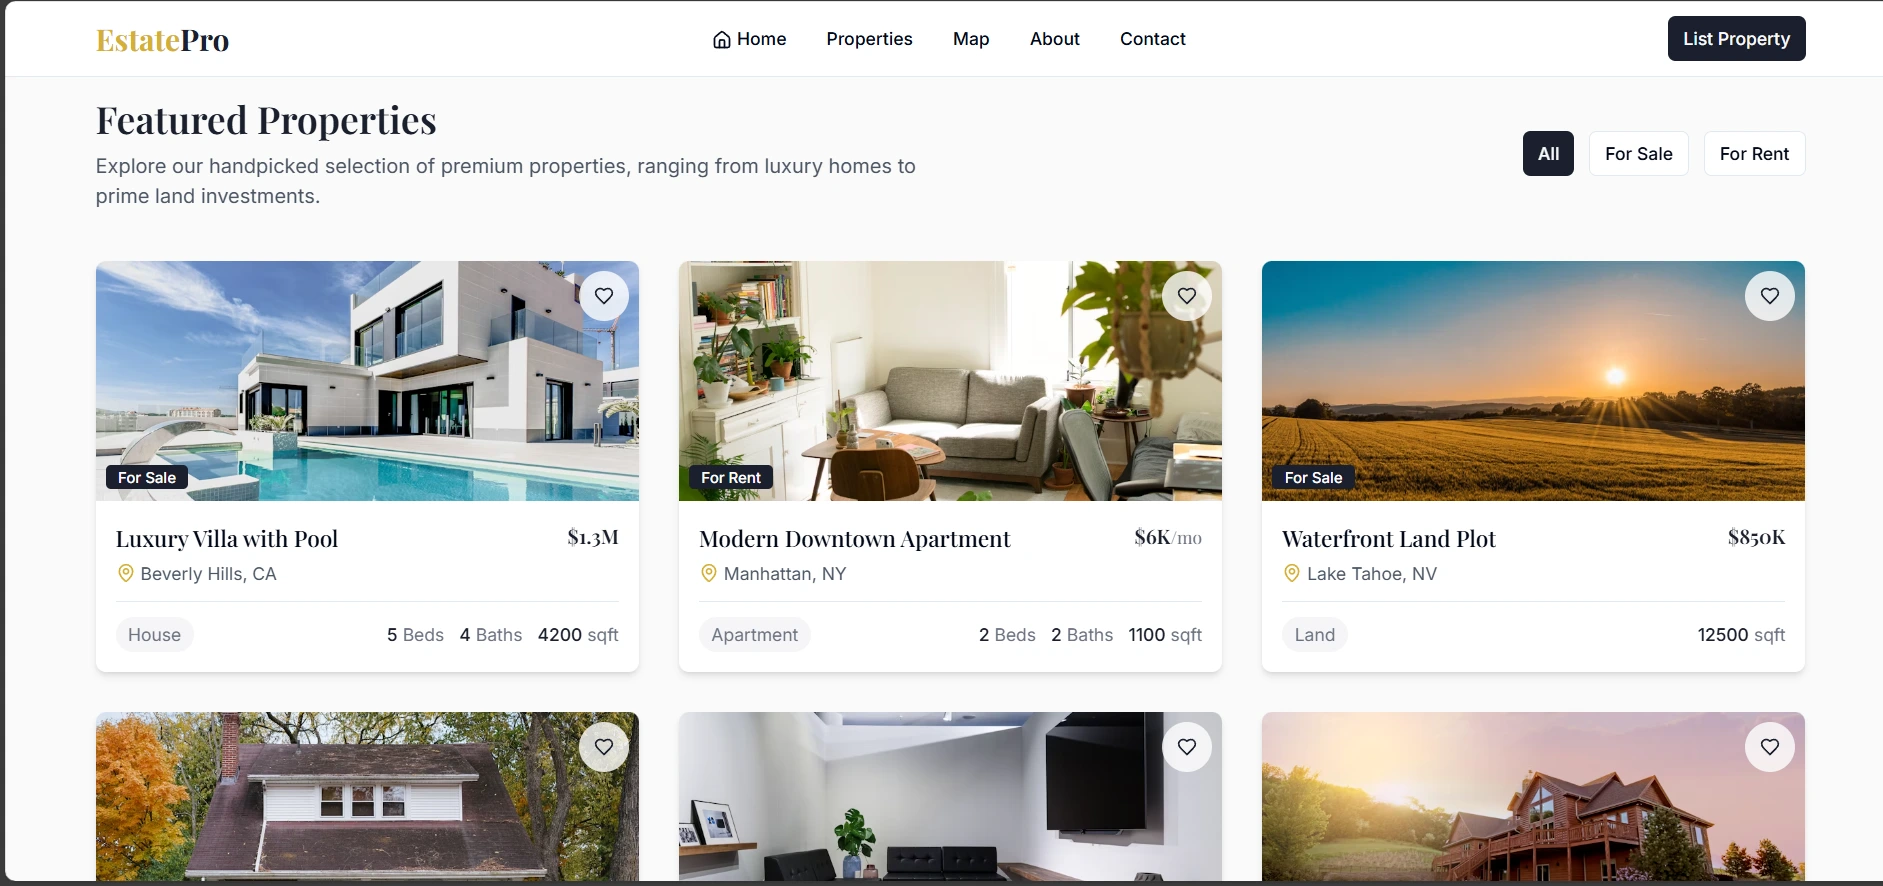 EstatePro
Home
Properties
Map
About
Contact
List Property
Featured Properties
Explore our handpicked selection of premium properties, ranging from luxury homes to
prime land investments.
All
For Sale
For Rent
For Sale
Luxury Villa with Pool
$1.3M
Beverly Hills, CA
House
5 Beds 4 Baths 4200 sqft
For Rent
Modern Downtown Apartment
$6K/mo
Manhattan, NY
Apartment
2 Beds 2 Baths 1100 sqft
For Sale
Waterfront Land Plot
$850K
Lake Tahoe, NV
Land
12500 sqft